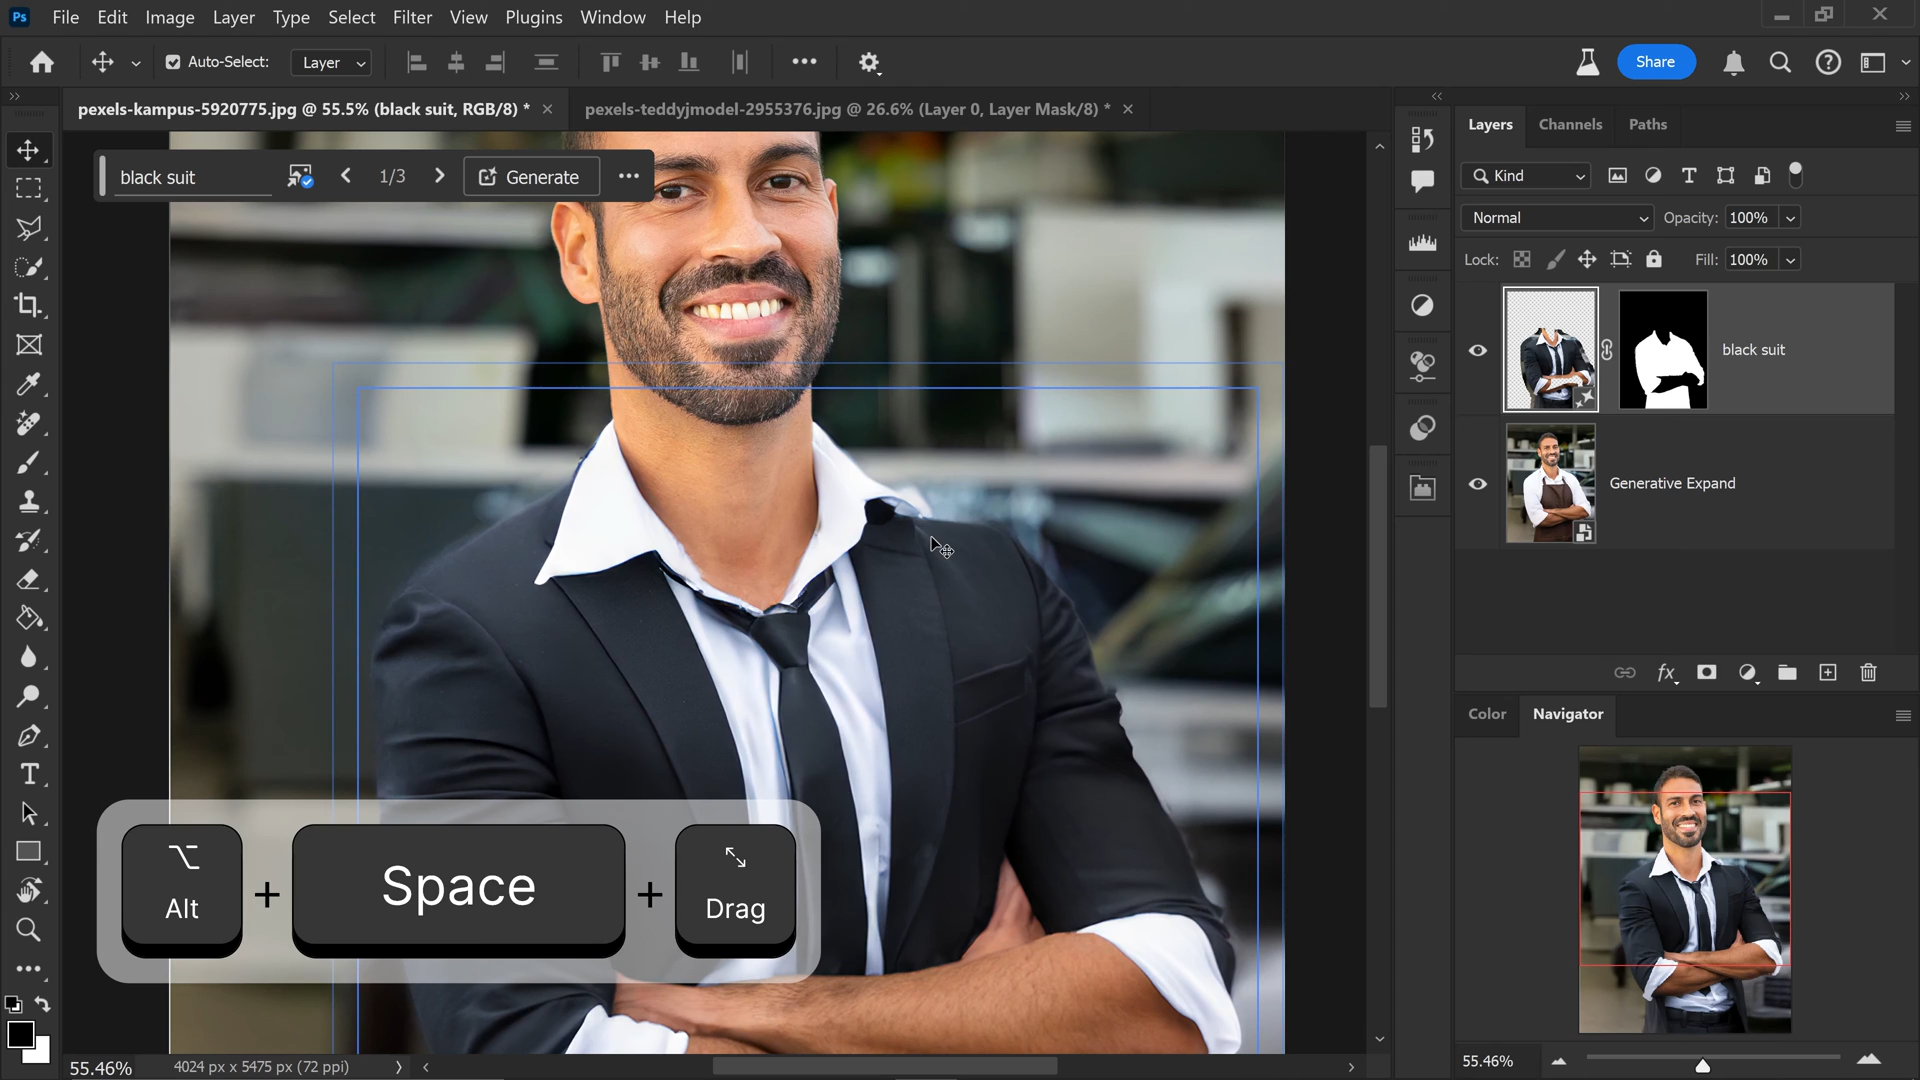 Ps File Edit Image Layer Type Select Filter View Plugins Window Help
Auto-Select: Layer Share
pexels-kampus-5920775.jpg @ 55.5% (black suit, RGB/8) * pexels-teddyjmodel-2955376.jpg @ 26.6% (Layer 0, Layer Mask/8) *
Layers Channels Paths
black suit 1/3 Generate
Kind
Normal Opacity: 100%
Lock: Fill: 100%
black suit
Generative Expand
Color Navigator
Alt + Space + Drag
55.46% 4024 px x 5475 px (72 ppi)
55.46%